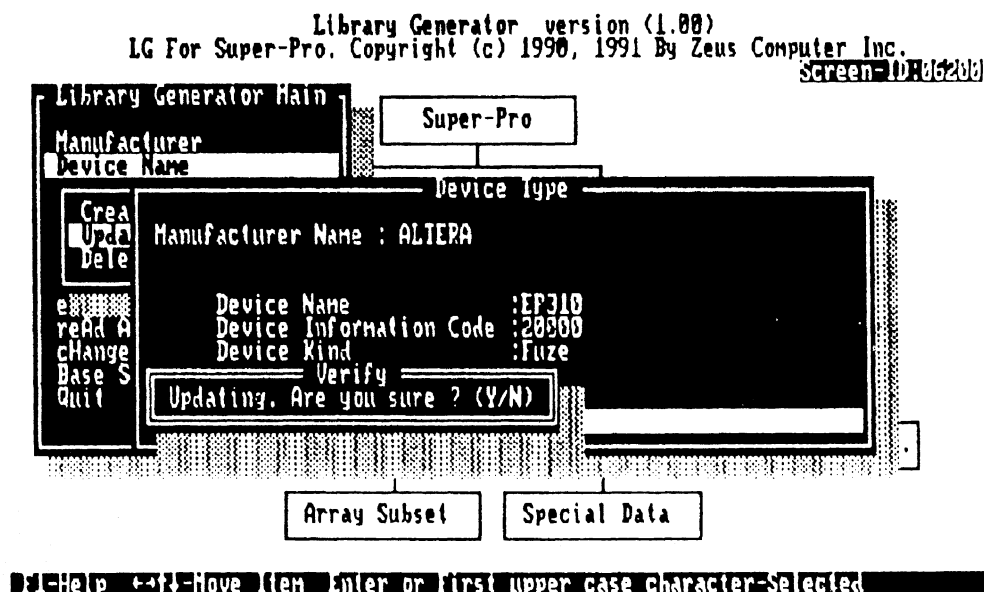 Library Generator version (1.00)
LG For Super-Pro. Copyright (c) 1990, 1991 By Zeus Computer Inc.
Screen-ID:06200
Library Generator Main
Super-Pro
Manufacturer
Device Name
Device Type
Crea
Upda
Dele
Manufacturer Name : ALTERA
Device Name :EP310
Device Information Code :20000
Device Kind :Fuze
e
reAd A
cHange
Base S
Quit
Verify
Updating. Are you sure ? (Y/N)
Array Subset
Special Data
F1-Help ←→↑↓-Move Item Enter or First upper case character-Selected